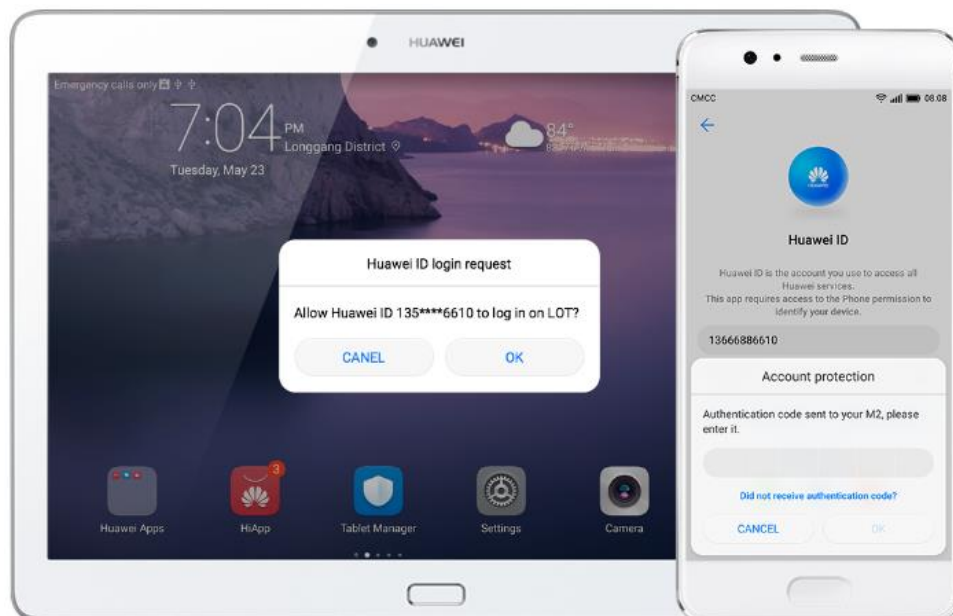 HUAWEI
Emergency calls only
7:04 PM
Longgang District
Tuesday, May 23
84°
Huawei ID login request
Allow Huawei ID 135****6610 to log in on LOT?
CANEL
OK
3
Huawei Apps
HiApp
Tablet Manager
Settings
Camera
CMCC
08:08
HUAWEI
Huawei ID
Huawei ID is the account you use to access all
Huawei services.
This app requires access to the Phone permission to
identify your device.
13666886610
Account protection
Authentication code sent to your M2, please
enter it.
Did not receive authentication code?
CANCEL
OK